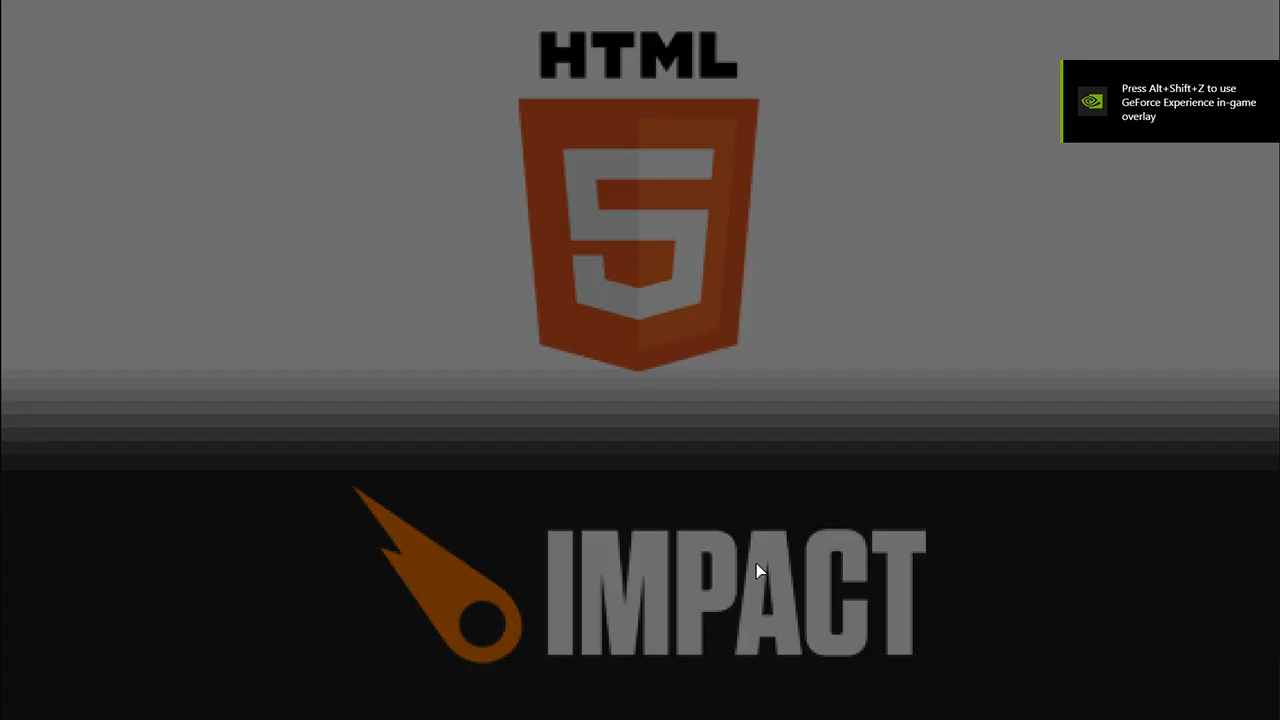 HTML
5
Press Alt+Shift+Z to use
GeForce Experience in-game
overlay
IMPACT